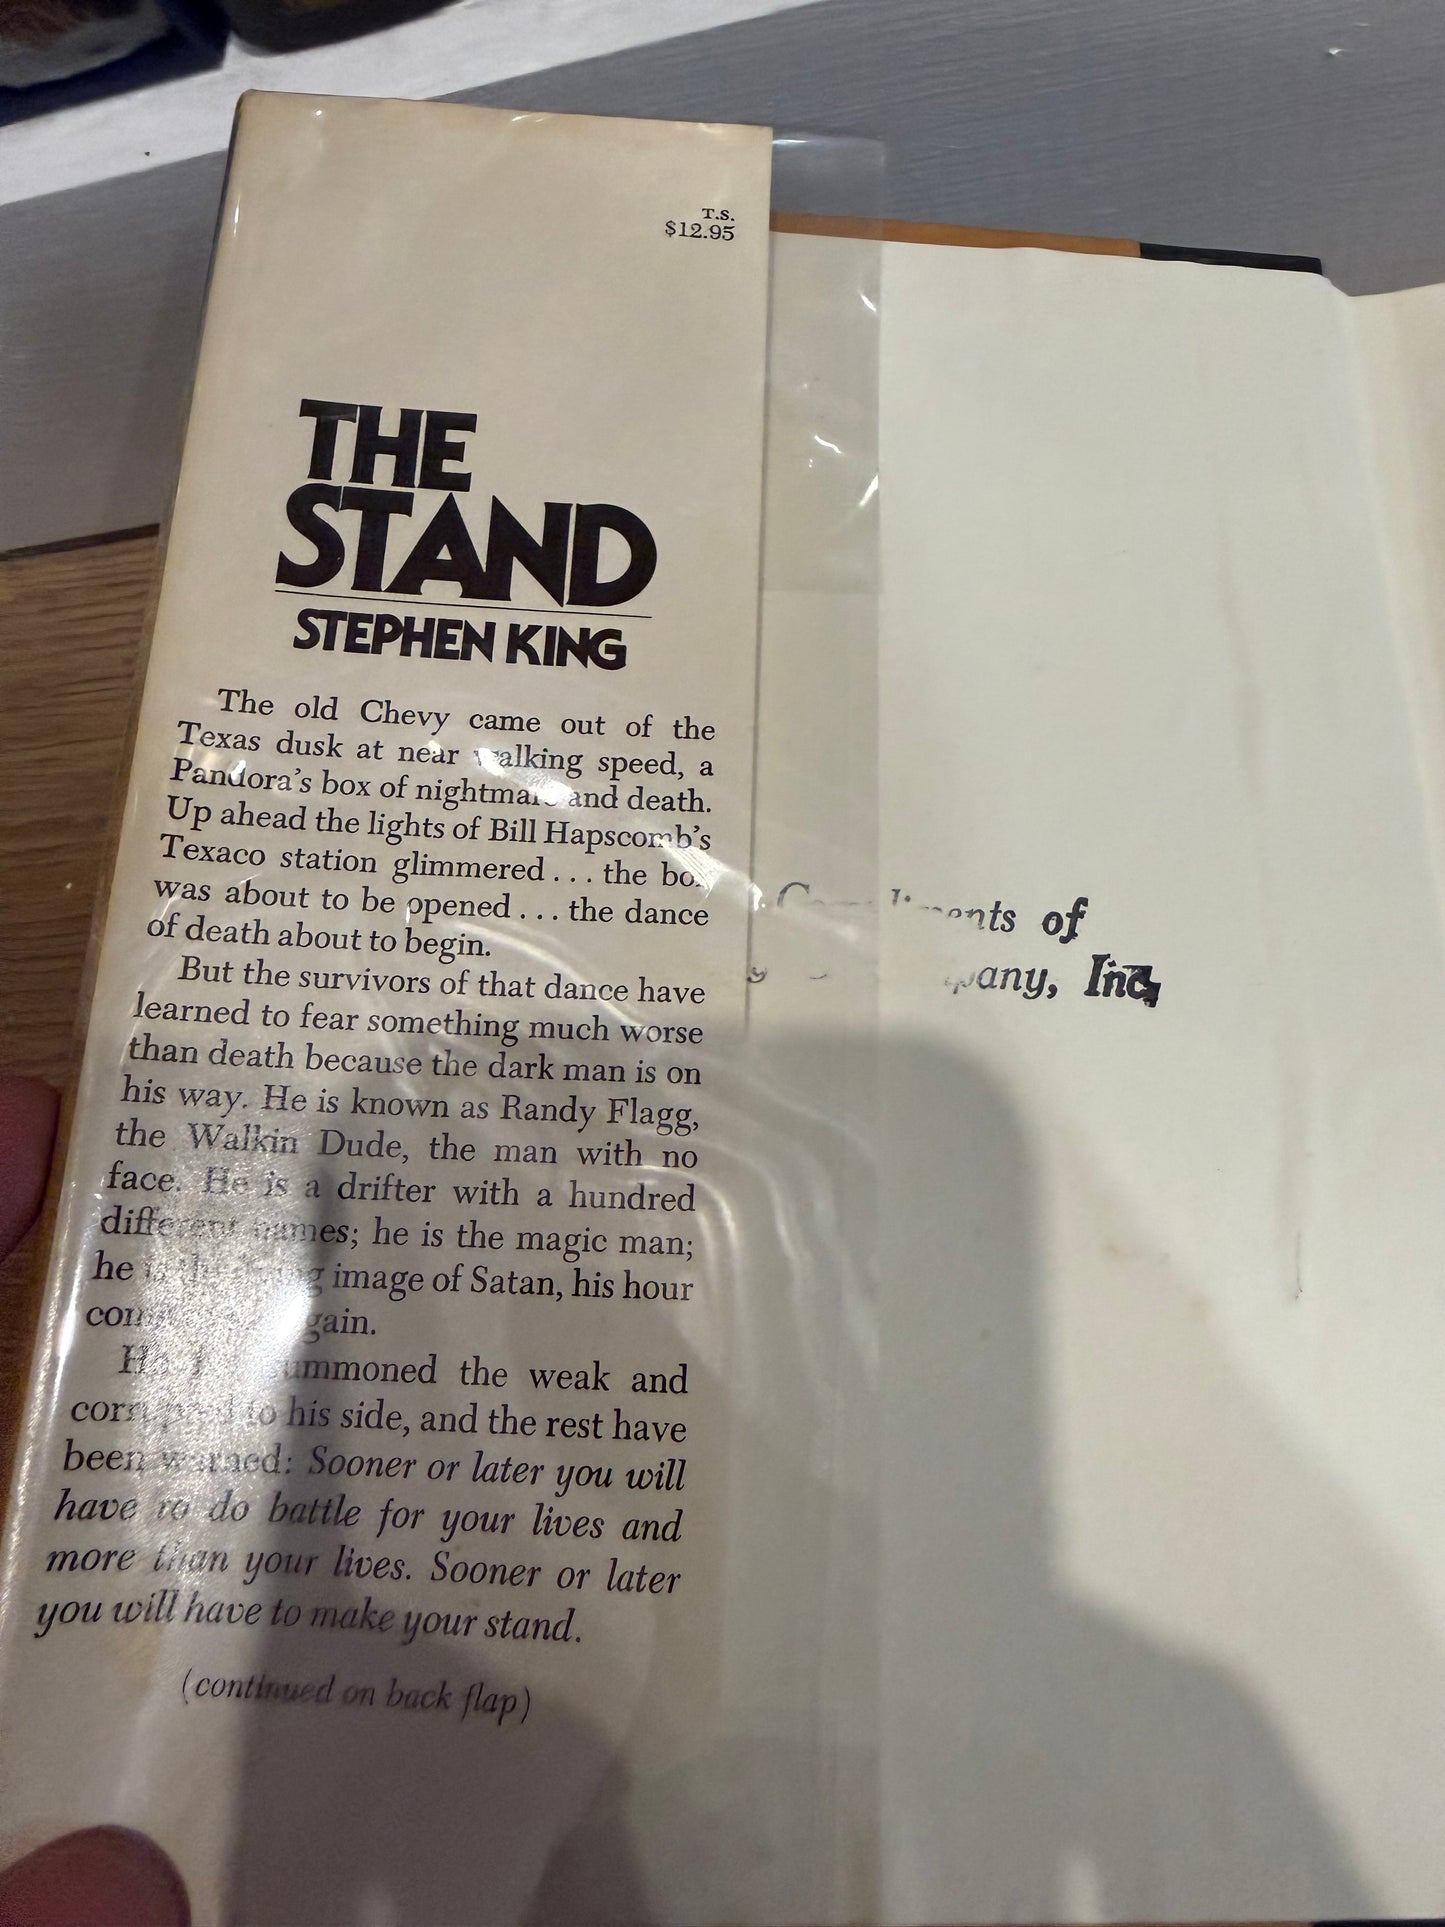 T.S.
$12.95
THE
STAND
STEPHEN KING
The old Chevy came out of the
Texas dusk at near walking speed, a
Pandora's box of nightmare and death.
Up ahead the lights of Bill Hapscomb's
Texaco station glimmered . . . the box
was about to be opened . . . the dance
of death about to begin.
But the survivors of that dance have
learned to fear something much worse
than death because the dark man is on
his way. He is known as Randy Flagg,
the Walkin Dude, the man with no
face. He is a drifter with a hundred
different names; he is the magic man;
he is the image of Satan, his hour
again.
summoned the weak and
corrupted to his side, and the rest have
been warned: Sooner or later you will
have to do battle for your lives and
more than your lives. Sooner or later
you will have to make your stand.
(continued on back flap)
Compliments of
Company, Inc.